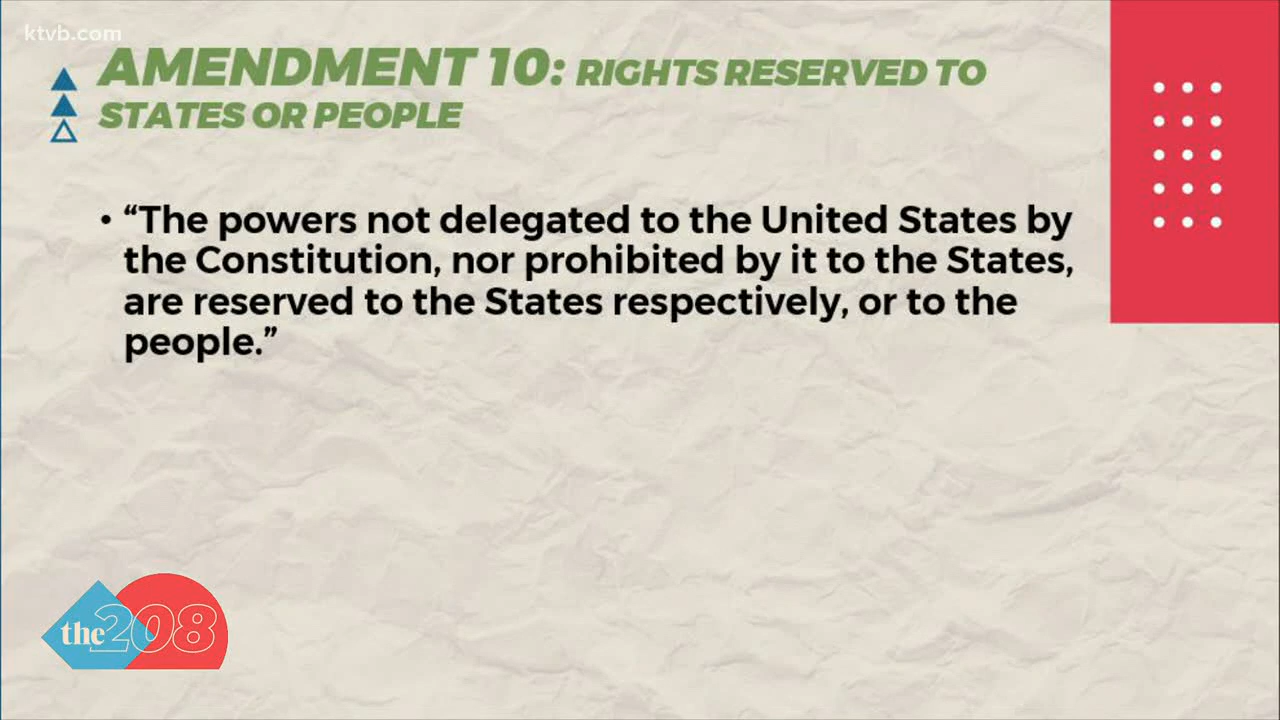 ktvb.com
AMENDMENT 10: RIGHTS RESERVED TO
STATES OR PEOPLE
• “The powers not delegated to the United States by
the Constitution, nor prohibited by it to the States,
are reserved to the States respectively, or to the
people.”
the 208